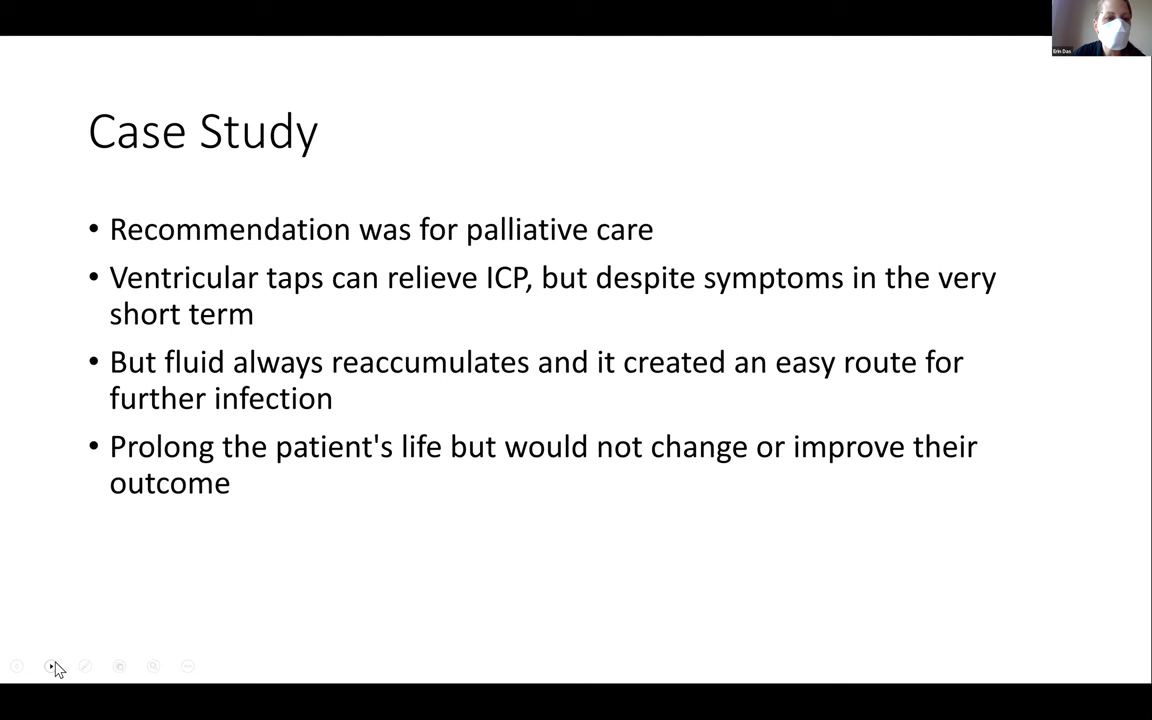 Erin Das
Case Study
• Recommendation was for palliative care
• Ventricular taps can relieve ICP, but despite symptoms in the very
short term
• But fluid always reaccumulates and it created an easy route for
further infection
• Prolong the patient's life but would not change or improve their
outcome